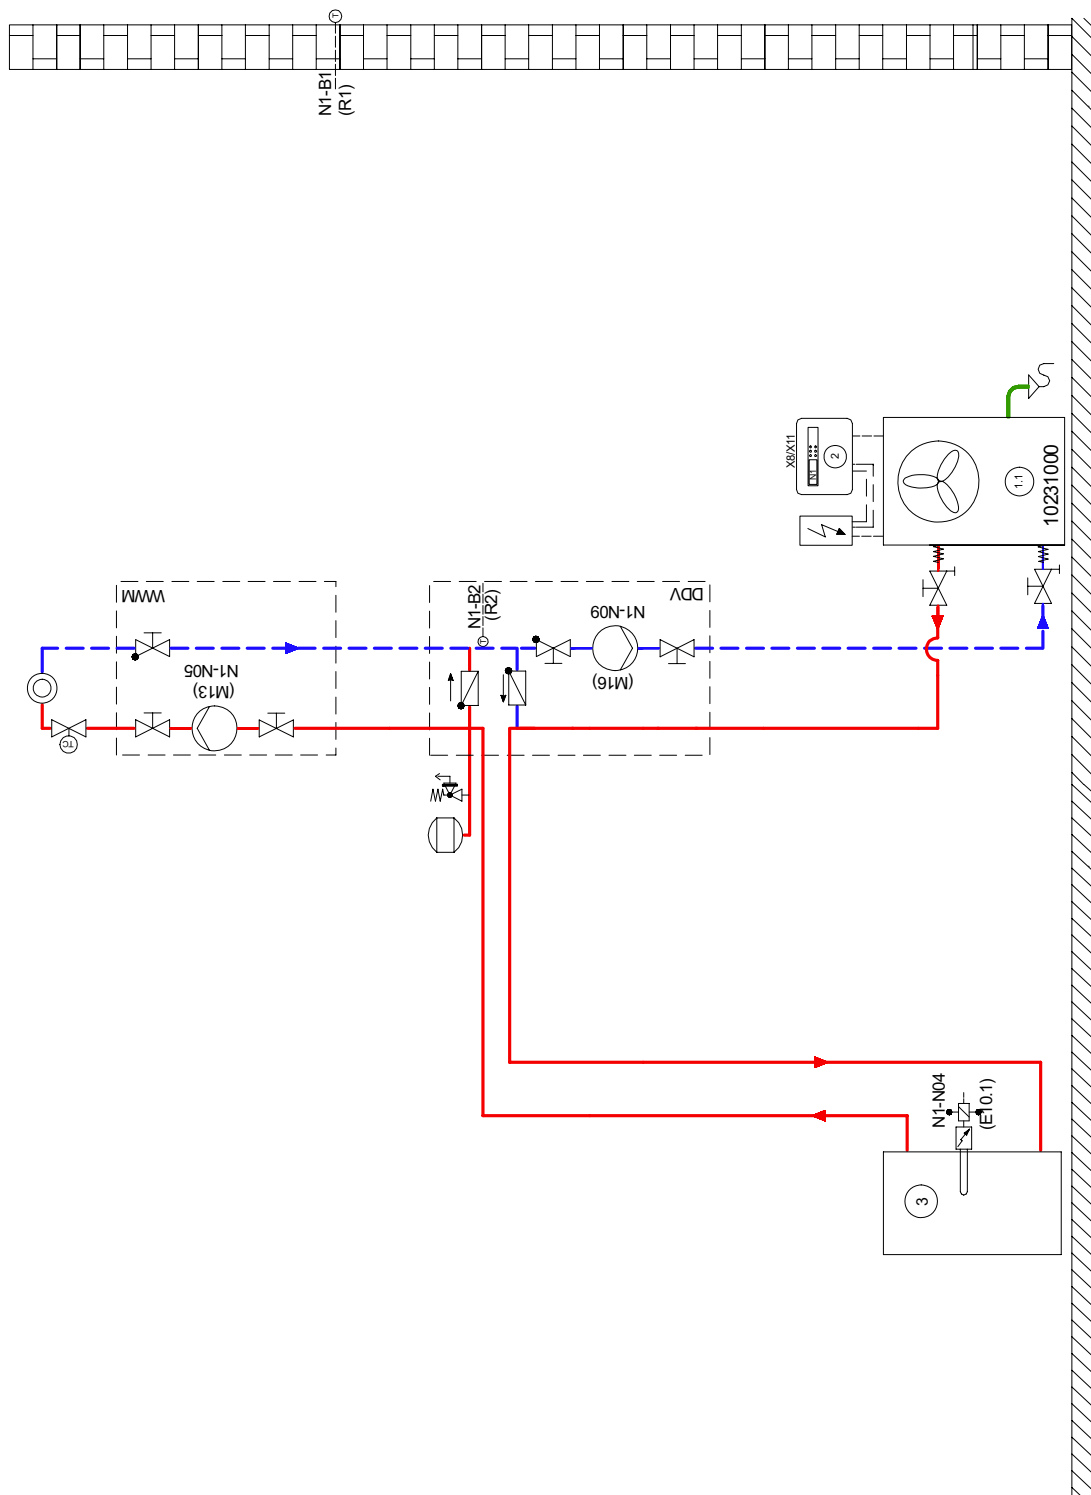 T
N1-B1
(R1)
X8/X11
N1
2
1.1
10231000
WWM
N1-N05
(M13)
TC
N1-B2
(R2)
T
DDV
N1-N09
(M16)
N1-N04
(E10.1)
3